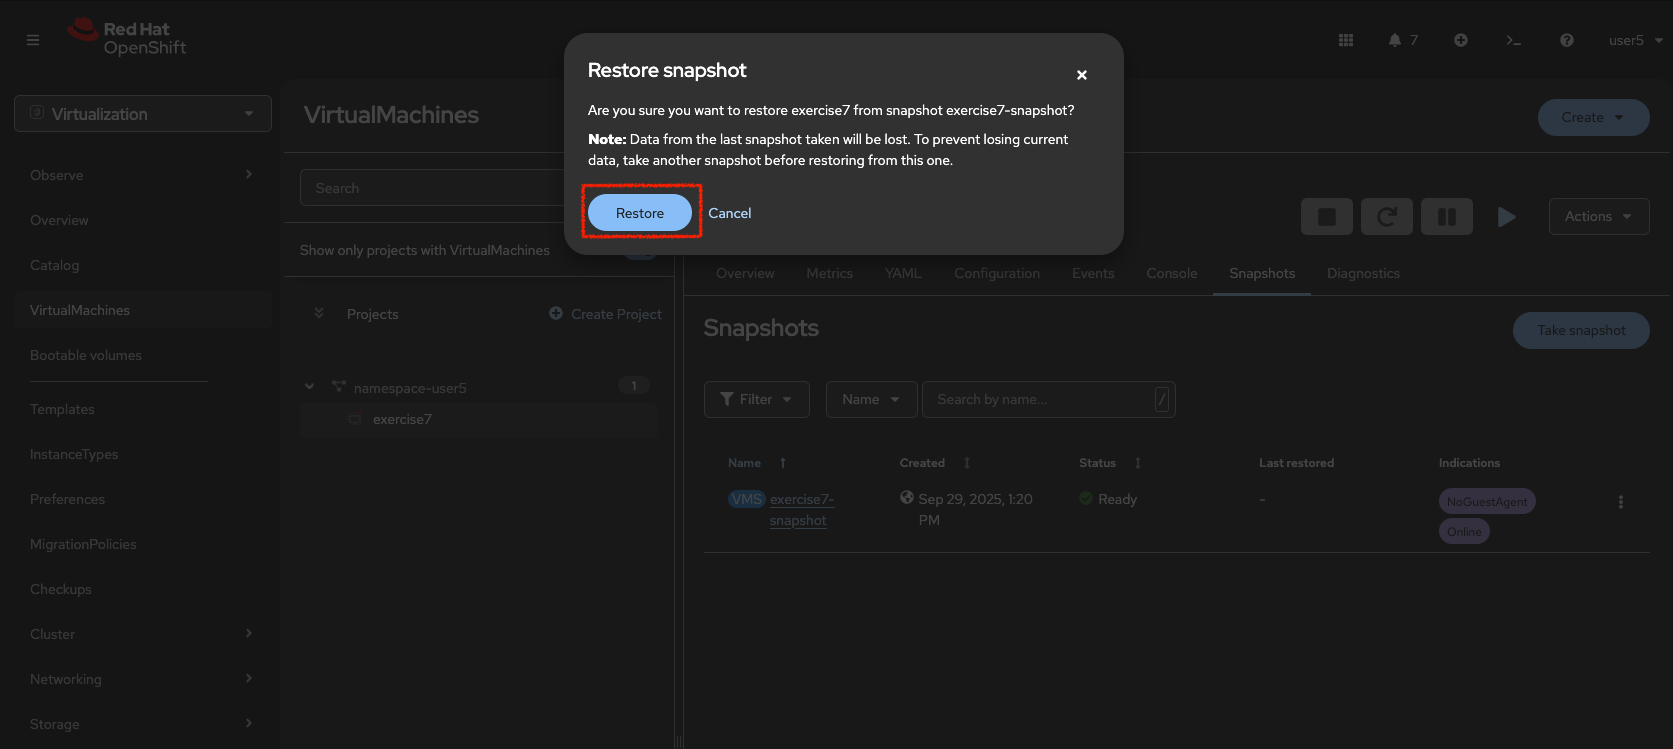 Red Hat
OpenShift
7
user5
Restore snapshot
Are you sure you want to restore exercise7 from snapshot exercise7-snapshot?
Note: Data from the last snapshot taken will be lost. To prevent losing current
data, take another snapshot before restoring from this one.
Restore
Cancel
Virtualization
Observe
Overview
Catalog
VirtualMachines
Bootable volumes
Templates
InstanceTypes
Preferences
MigrationPolicies
Checkups
Cluster
Networking
Storage
VirtualMachines
Create
Search
Show only projects with VirtualMachines
Projects
Create Project
namespace-user5
1
exercise7
Actions
Overview
Metrics
YAML
Configuration
Events
Console
Snapshots
Diagnostics
Snapshots
Take snapshot
Filter
Name
Search by name...
/
Name
Created
Status
Last restored
Indications
VMS exercise7-
snapshot
Sep 29, 2025, 1:20
PM
Ready
-
NoGuestAgent
Online